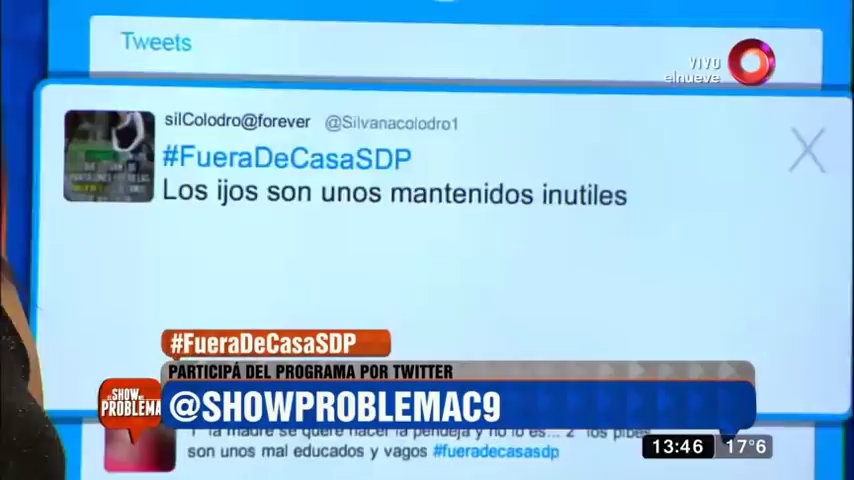 Tweets
VIVO
elnueve
silColodro@forever @Silvanacolodro1
#FueraDeCasaSDP
Los ijos son unos mantenidos inutiles
#FUERADECASASDP
PARTICIPÁ DEL PROGRAMA POR TWITTER
EL SHOW DEL
PROBLEMA
@SHOWPROBLEMAC9
1 la madre se quere hacer la pendeja y no lo es... 2 los pibes
son unos mal educados y vagos #fueradecasasdp
13:46 17°6